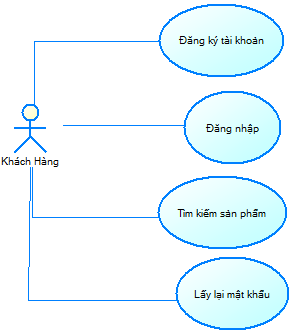 Đăng ký tài khoản
Đăng nhập
Khách Hàng
Tìm kiếm sản phẩm
Lấy lại mật khẩu